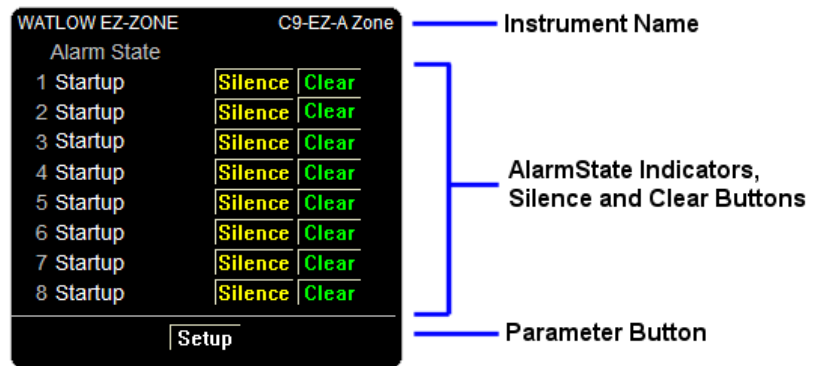 WATLOW EZ-ZONE C9-EZ-A Zone Instrument Name
Alarm State
1 Startup Silence Clear
2 Startup Silence Clear
3 Startup Silence Clear
4 Startup Silence Clear
5 Startup Silence Clear
6 Startup Silence Clear
7 Startup Silence Clear
8 Startup Silence Clear
AlarmState Indicators,
Silence and Clear Buttons
Setup Parameter Button